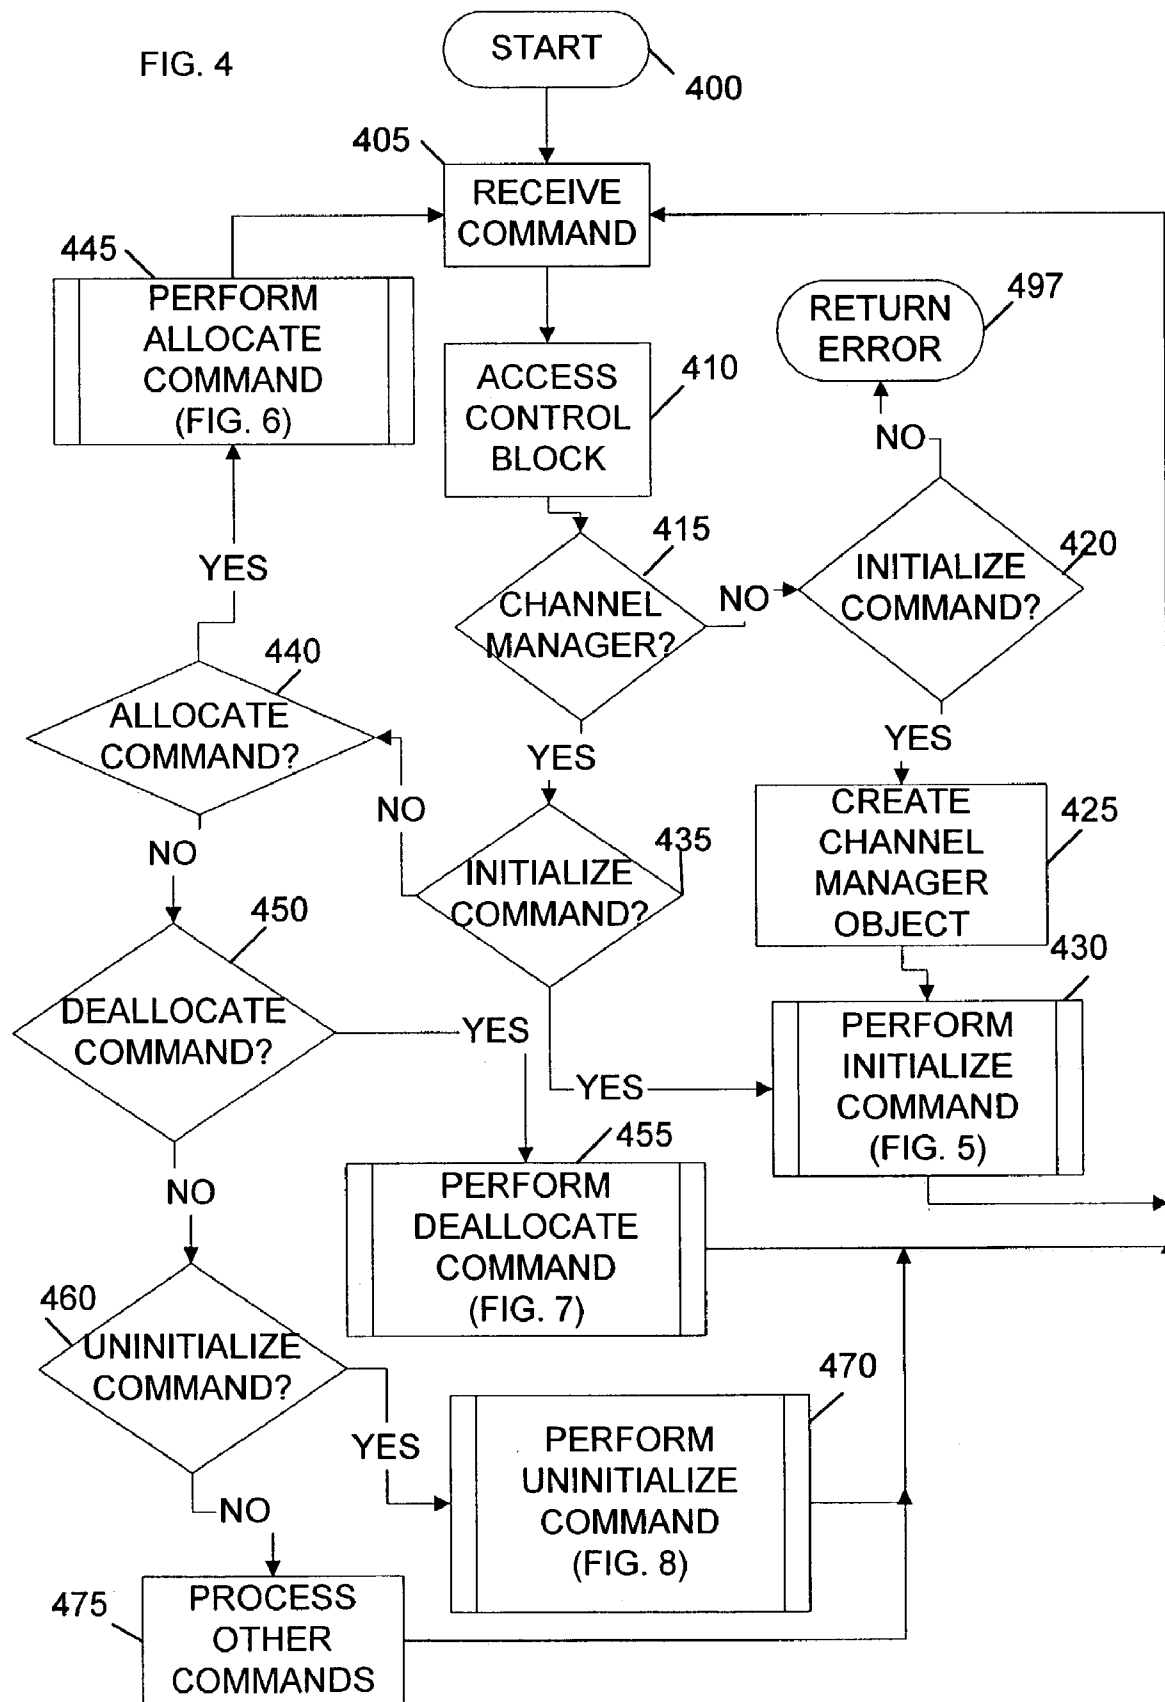 FIG. 4
START
400
405
RECEIVE
COMMAND
445
PERFORM
ALLOCATE
COMMAND
(FIG. 6)
RETURN
ERROR
497
ACCESS
CONTROL
BLOCK
410
NO
415
CHANNEL
MANAGER?
NO
INITIALIZE
COMMAND?
420
YES
440
ALLOCATE
COMMAND?
YES
YES
NO
435
INITIALIZE
COMMAND?
CREATE
CHANNEL
MANAGER
OBJECT
425
NO
450
DEALLOCATE
COMMAND?
YES
YES
430
PERFORM
INITIALIZE
COMMAND
(FIG. 5)
455
PERFORM
DEALLOCATE
COMMAND
(FIG. 7)
NO
460
UNINITIALIZE
COMMAND?
YES
470
PERFORM
UNINITIALIZE
COMMAND
(FIG. 8)
NO
475
PROCESS
OTHER
COMMANDS